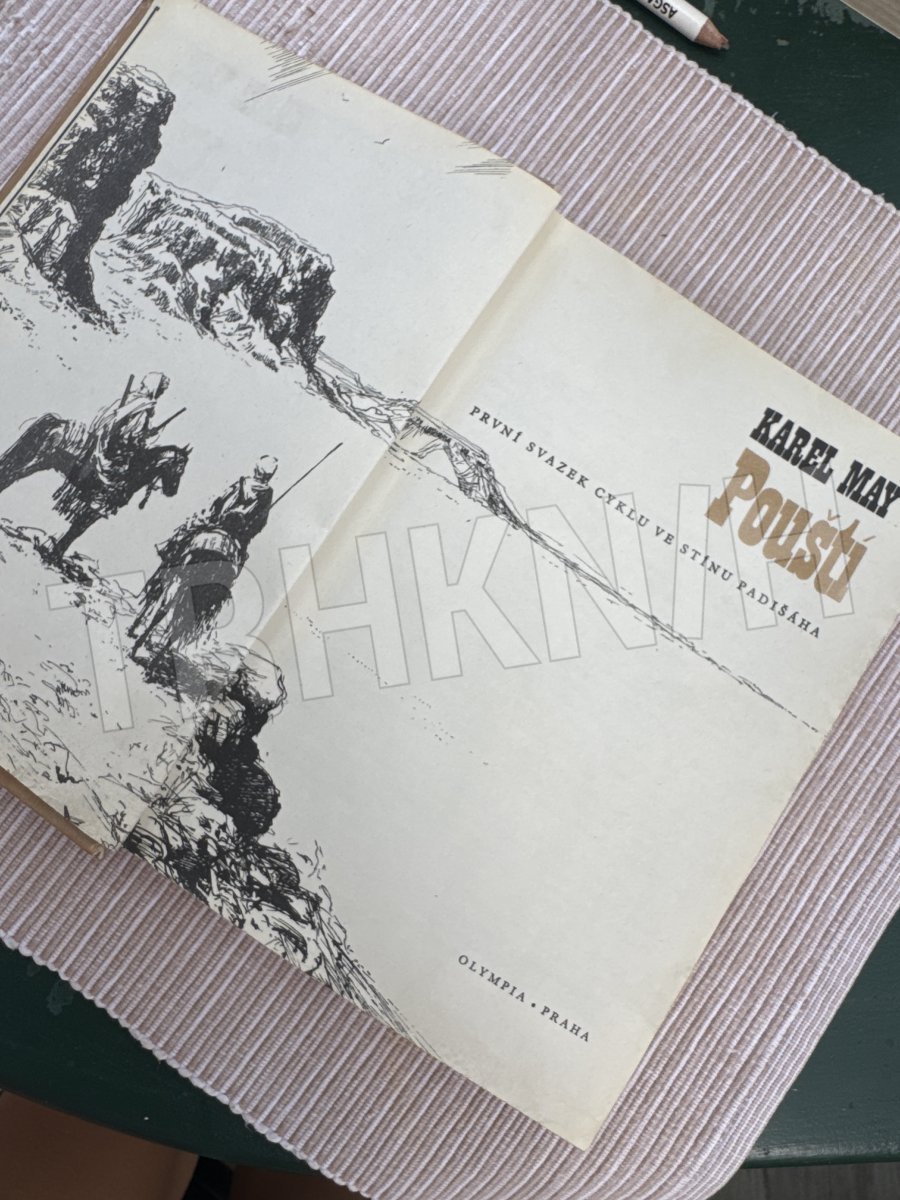 KAREL MAY
Pouští
PRVNÍ SVAZEK CYKLU VE STÍNU PADIŠÁHA
OLYMPIA • PRAHA
TRHKNIH